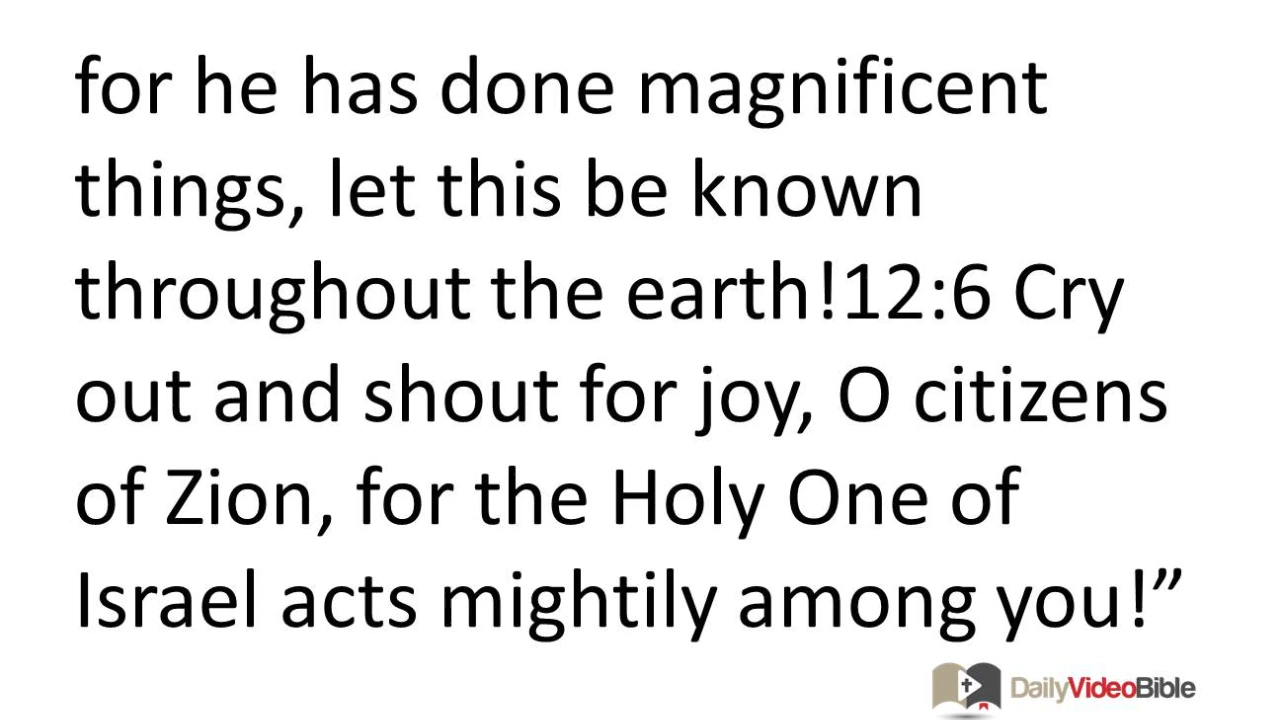 for he has done magnificent
things, let this be known
throughout the earth!12:6 Cry
out and shout for joy, O citizens
of Zion, for the Holy One of
Israel acts mightily among you!”
DailyVideoBible